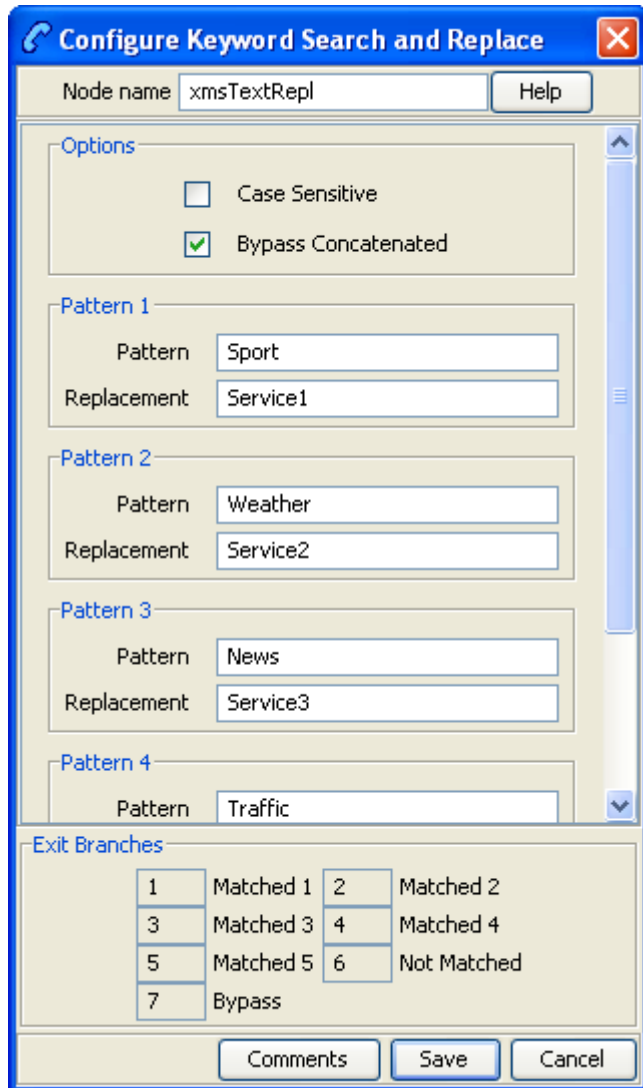 Configure Keyword Search and Replace
Node name xmsTextRepl Help
Options
Case Sensitive
Bypass Concatenated
Pattern 1
Pattern Sport
Replacement Service1
Pattern 2
Pattern Weather
Replacement Service2
Pattern 3
Pattern News
Replacement Service3
Pattern 4
Pattern Traffic
Exit Branches
1 Matched 1 2 Matched 2
3 Matched 3 4 Matched 4
5 Matched 5 6 Not Matched
7 Bypass
Comments Save Cancel